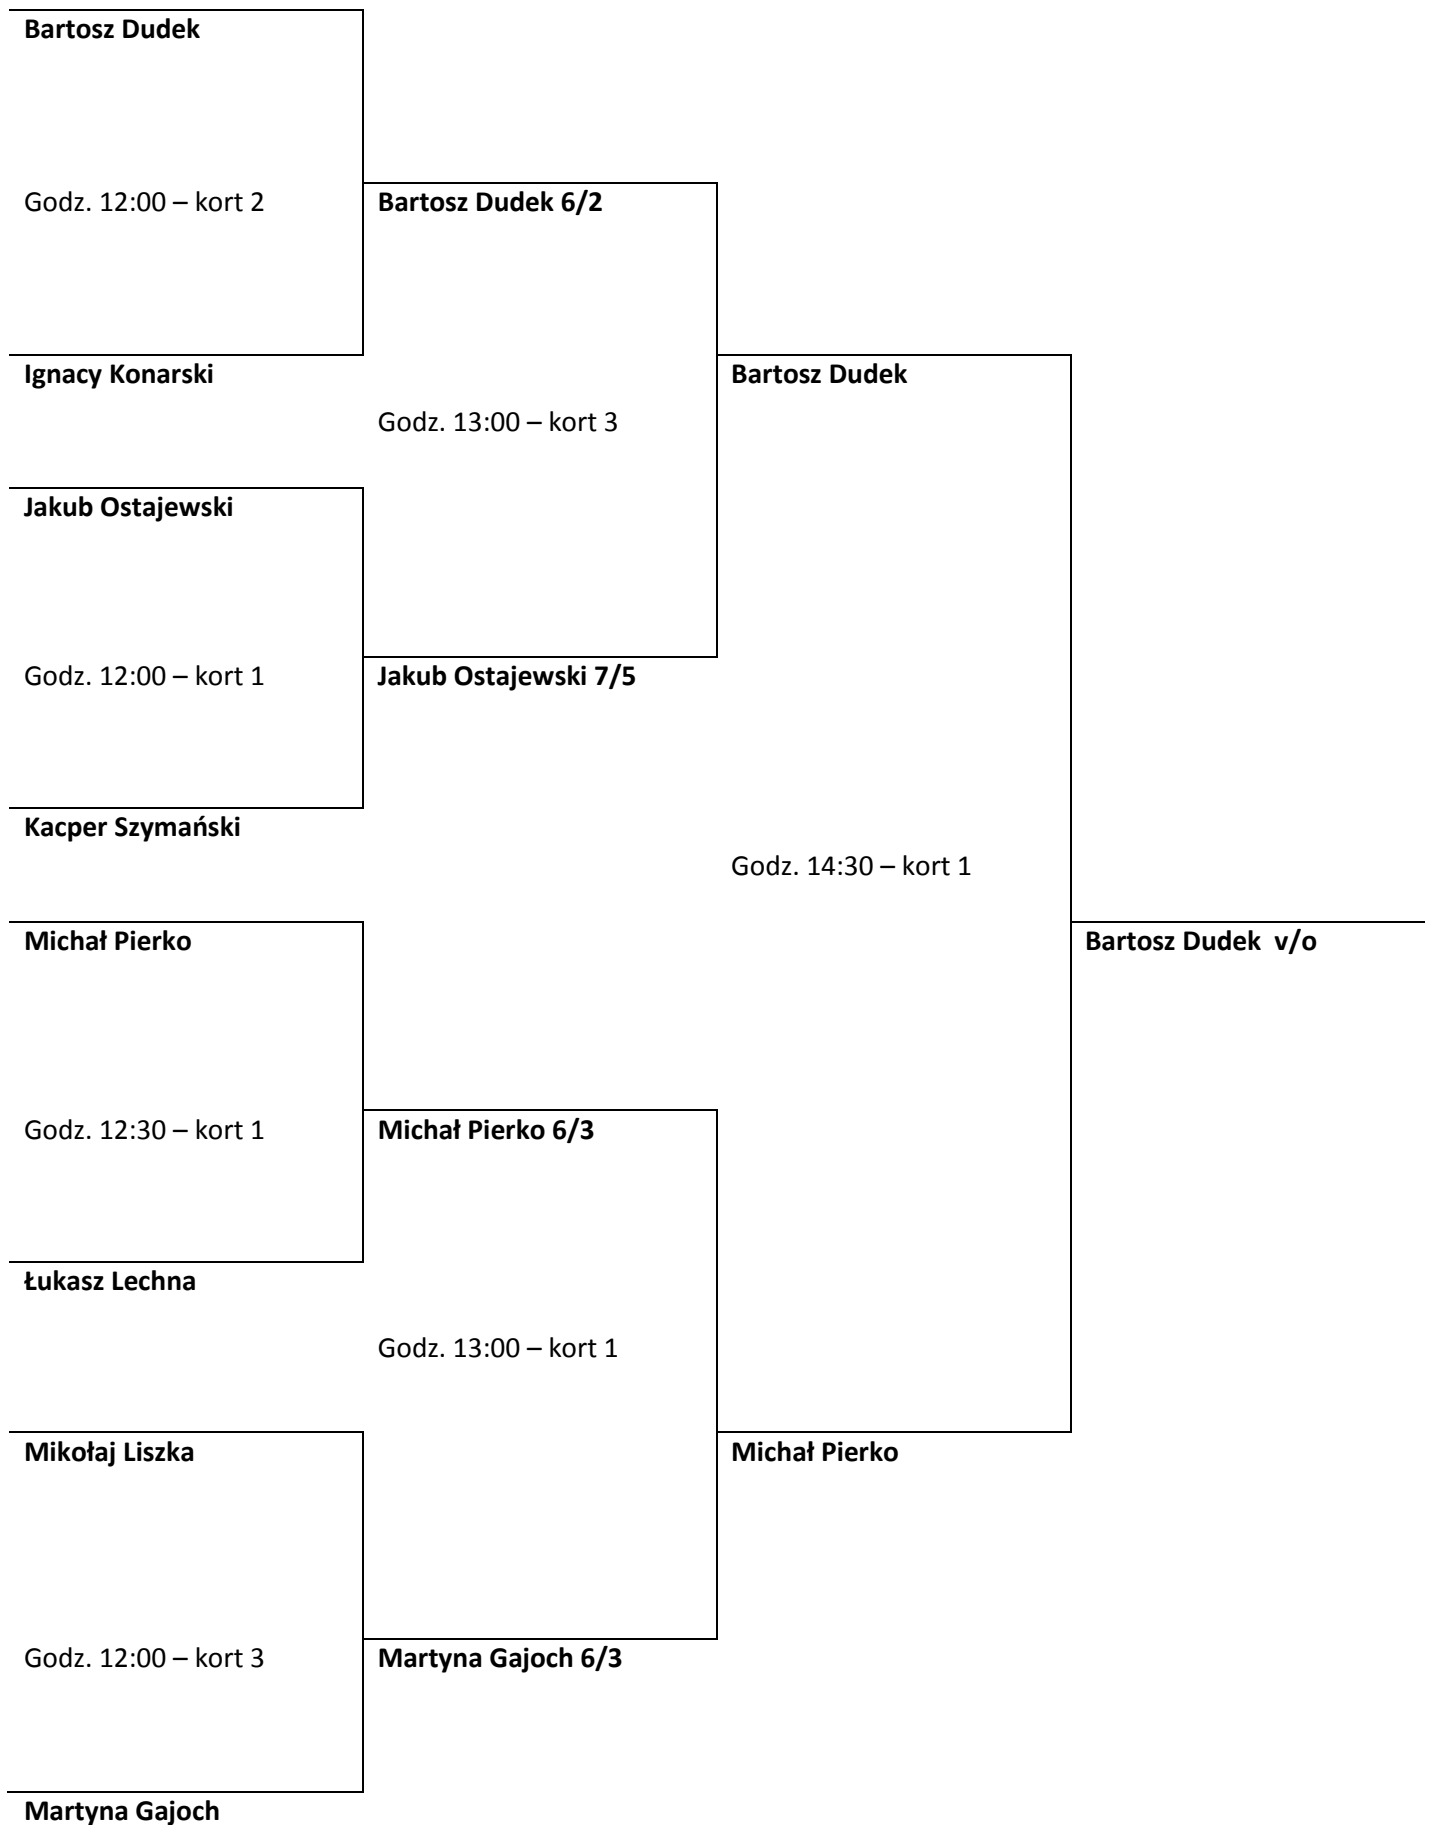 Bartosz Dudek
Godz. 12:00 – kort 2
Bartosz Dudek 6/2
Ignacy Konarski
Bartosz Dudek
Godz. 13:00 – kort 3
Jakub Ostajewski
Godz. 12:00 – kort 1
Jakub Ostajewski 7/5
Kacper Szymański
Godz. 14:30 – kort 1
Michał Pierko
Bartosz Dudek v/o
Godz. 12:30 – kort 1
Michał Pierko 6/3
Łukasz Lechna
Godz. 13:00 – kort 1
Mikołaj Liszka
Michał Pierko
Godz. 12:00 – kort 3
Martyna Gajoch 6/3
Martyna Gajoch